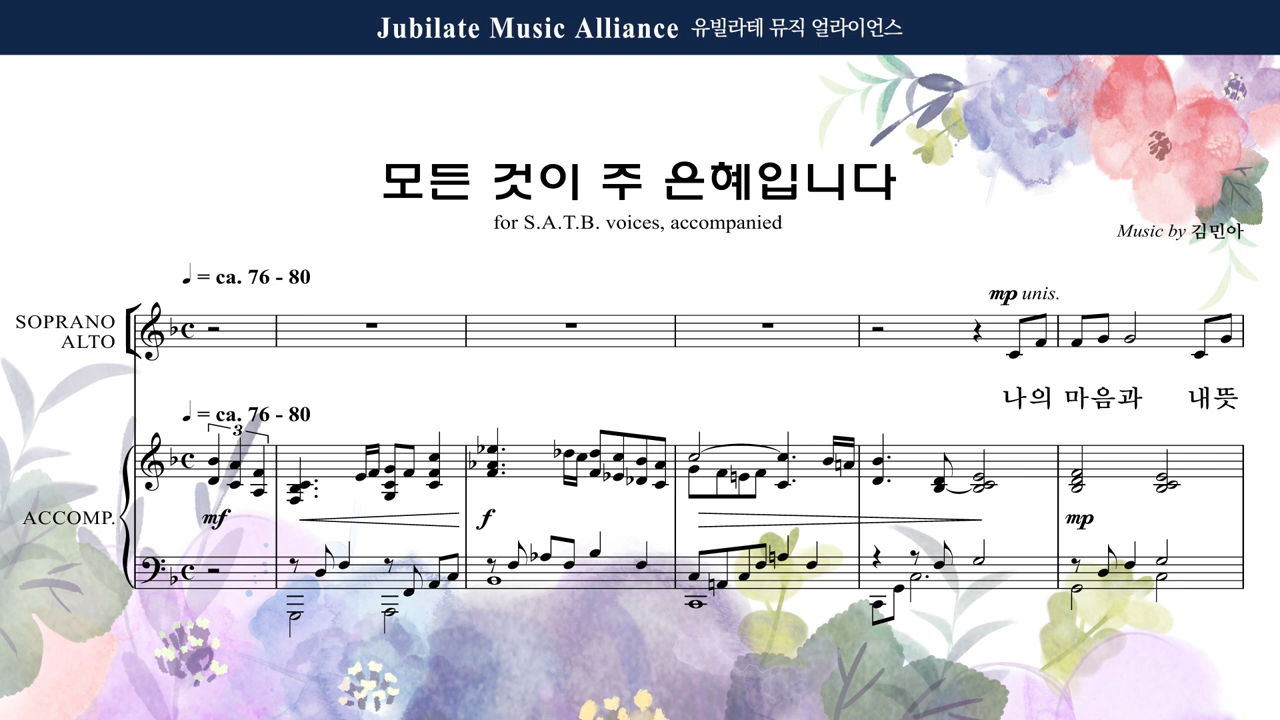 Jubilate Music Alliance 유빌라테 뮤직 얼라이언스
모든 것이 주 은혜입니다
for S.A.T.B. voices, accompanied
Music by 김민아
♩ = ca. 76 - 80
mp unis.
SOPRANO
ALTO
나의 마음과 내뜻
♩ = ca. 76 - 80
3
ACCOMP.
mf f mp